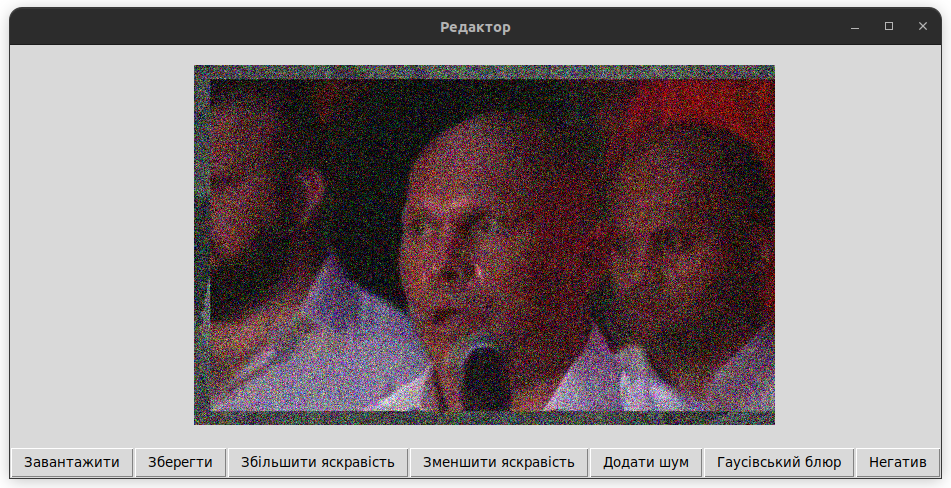 Редактор
Завантажити
Зберегти
Збільшити яскравість
Зменшити яскравість
Додати шум
Гаусівський блюр
Негатив